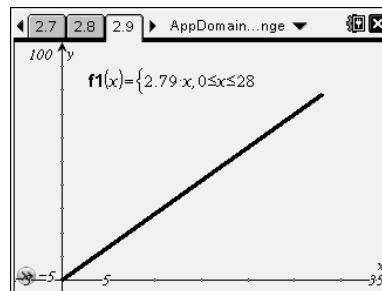 2.7 2.8 2.9 AppDomain...nge
100 y
f1(x)={2.79·x,0≤x≤28
x
=5 5 35